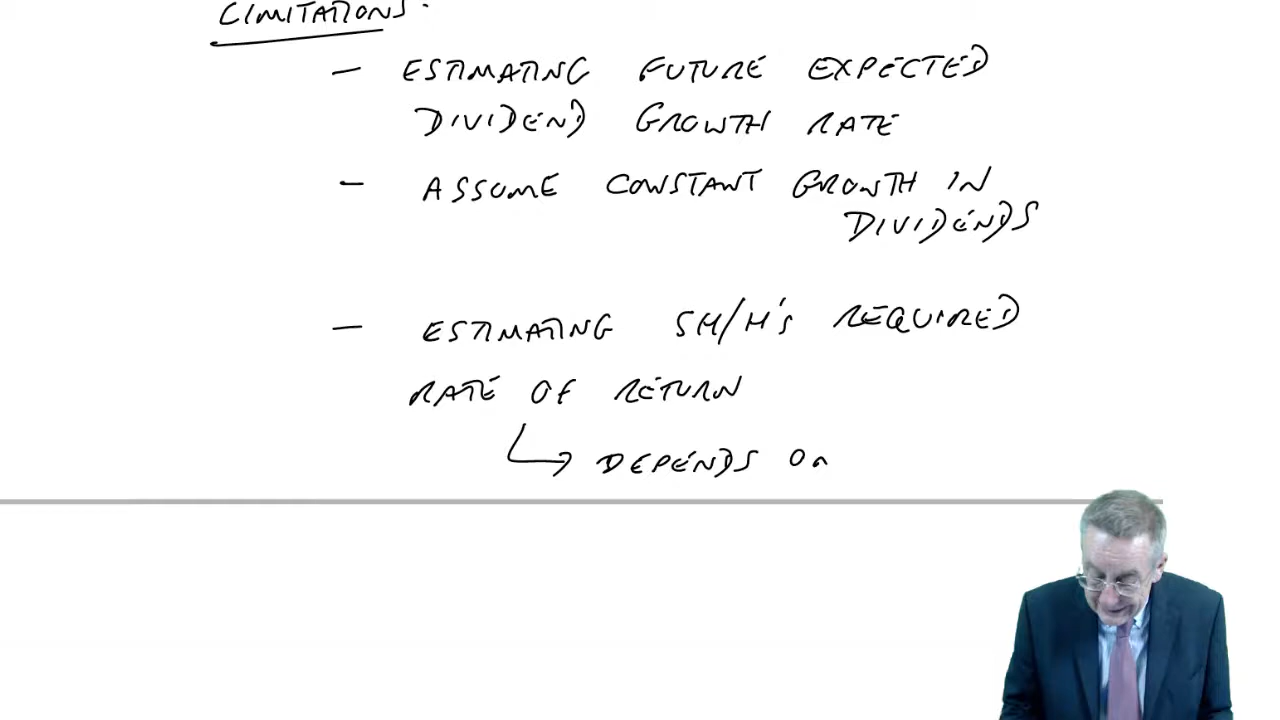 LIMITATIONS.
- ESTIMATING FUTURE EXPECTED
DIVIDEND GROWTH RATE
- ASSUME CONSTANT GROWTH IN
DIVIDENDS
- ESTIMATING SH/H'S REQUIRED
RATE OF RETURN
↳ DEPENDS ON